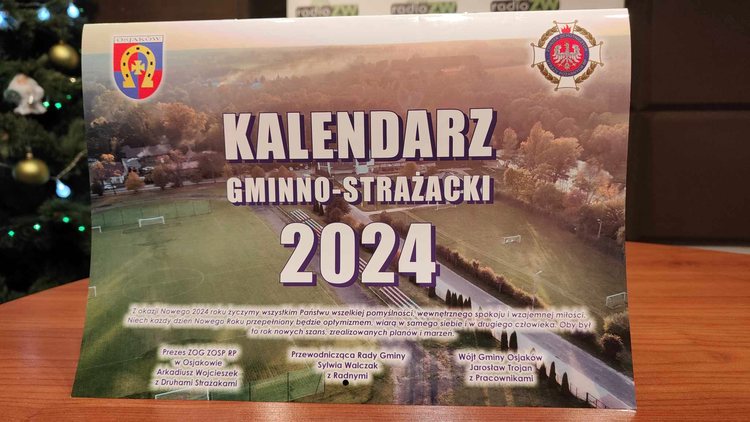 radioZW
radioZW
OSJAKÓW
KALENDARZ
GMINNO-STRAŻACKI
2024
Z okazji Nowego 2024 roku życzymy wszystkim Państwu wszelkiej pomyślności, wewnętrznego spokoju i wzajemnej miłości.
Niech każdy dzień Nowego Roku przepełniony będzie optymizmem, wiarą w samego siebie i w drugiego człowieka. Oby był
to rok nowych szans, zrealizowanych planów i marzeń.
Prezes ZOG ZOSP RP
w Osjakowie
Arkadiusz Wojcieszek
z Druhami Strażakami
Przewodnicząca Rady Gminy
Sylwia Walczak
z Radnymi
Wójt Gminy Osjaków
Jarosław Trojan
z Pracownikami